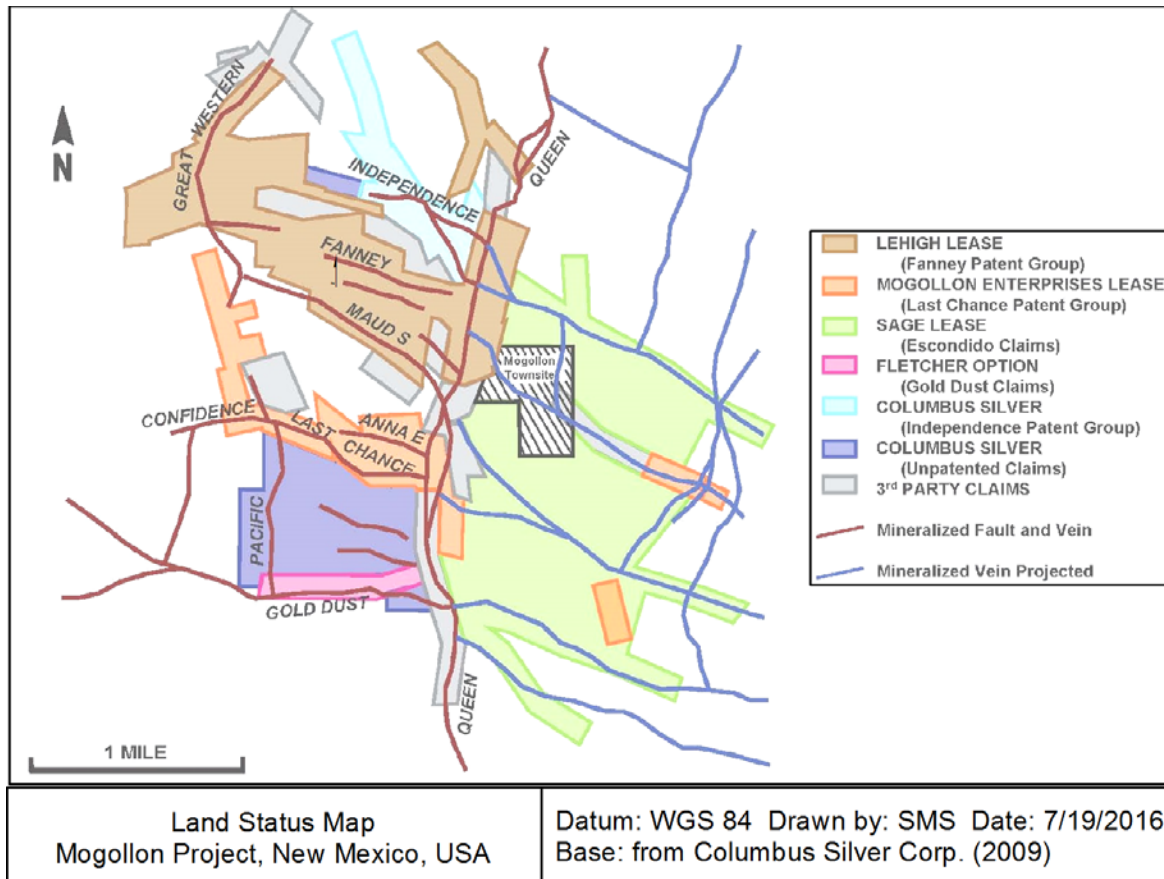 GREAT WESTERN
N
INDEPENDENCE
QUEEN
FANNEY
MAUD S
Mogollon
Townsite
CONFIDENCE
LAST CHANCE
ANNA E
PACIFIC
GOLD DUST
QUEEN
1 MILE
LEHIGH LEASE
(Fanney Patent Group)
MOGOLLON ENTERPRISES LEASE
(Last Chance Patent Group)
SAGE LEASE
(Escondido Claims)
FLETCHER OPTION
(Gold Dust Claims)
COLUMBUS SILVER
(Independence Patent Group)
COLUMBUS SILVER
(Unpatented Claims)
3rd PARTY CLAIMS
Mineralized Fault and Vein
Mineralized Vein Projected
Land Status Map
Mogollon Project, New Mexico, USA
Datum: WGS 84 Drawn by: SMS Date: 7/19/2016
Base: from Columbus Silver Corp. (2009)